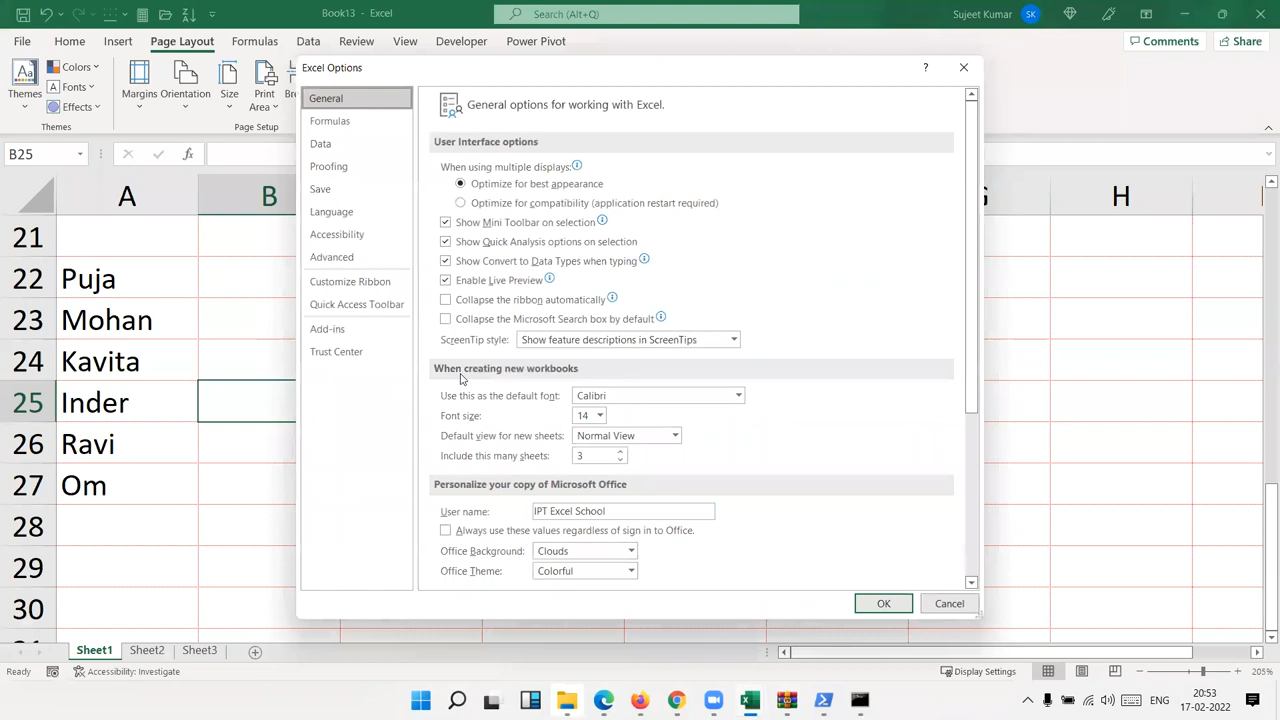 Book13 - Excel
Search (Alt+Q)
Sujeet Kumar
SK
File Home Insert Page Layout Formulas Data Review View Developer Power Pivot
Comments
Share
Themes
Colors
Fonts
Effects
Margins
Orientation
Size
Print Area
Themes
Page Setup
B25
fx
A B G H
21
22 Puja
23 Mohan
24 Kavita
25 Inder
26 Ravi
27 Om
28
29
30
Excel Options
?
General
Formulas
Data
Proofing
Save
Language
Accessibility
Advanced
Customize Ribbon
Quick Access Toolbar
Add-ins
Trust Center
General options for working with Excel.
User Interface options
When using multiple displays:
Optimize for best appearance
Optimize for compatibility (application restart required)
Show Mini Toolbar on selection
Show Quick Analysis options on selection
Show Convert to Data Types when typing
Enable Live Preview
Collapse the ribbon automatically
Collapse the Microsoft Search box by default
ScreenTip style: Show feature descriptions in ScreenTips
When creating new workbooks
Use this as the default font: Calibri
Font size: 14
Default view for new sheets: Normal View
Include this many sheets: 3
Personalize your copy of Microsoft Office
User name: IPT Excel School
Always use these values regardless of sign in to Office.
Office Background: Clouds
Office Theme: Colorful
OK
Cancel
Sheet1 Sheet2 Sheet3
Ready
Accessibility: Investigate
Display Settings
205%
ENG
20:53
17-02-2022